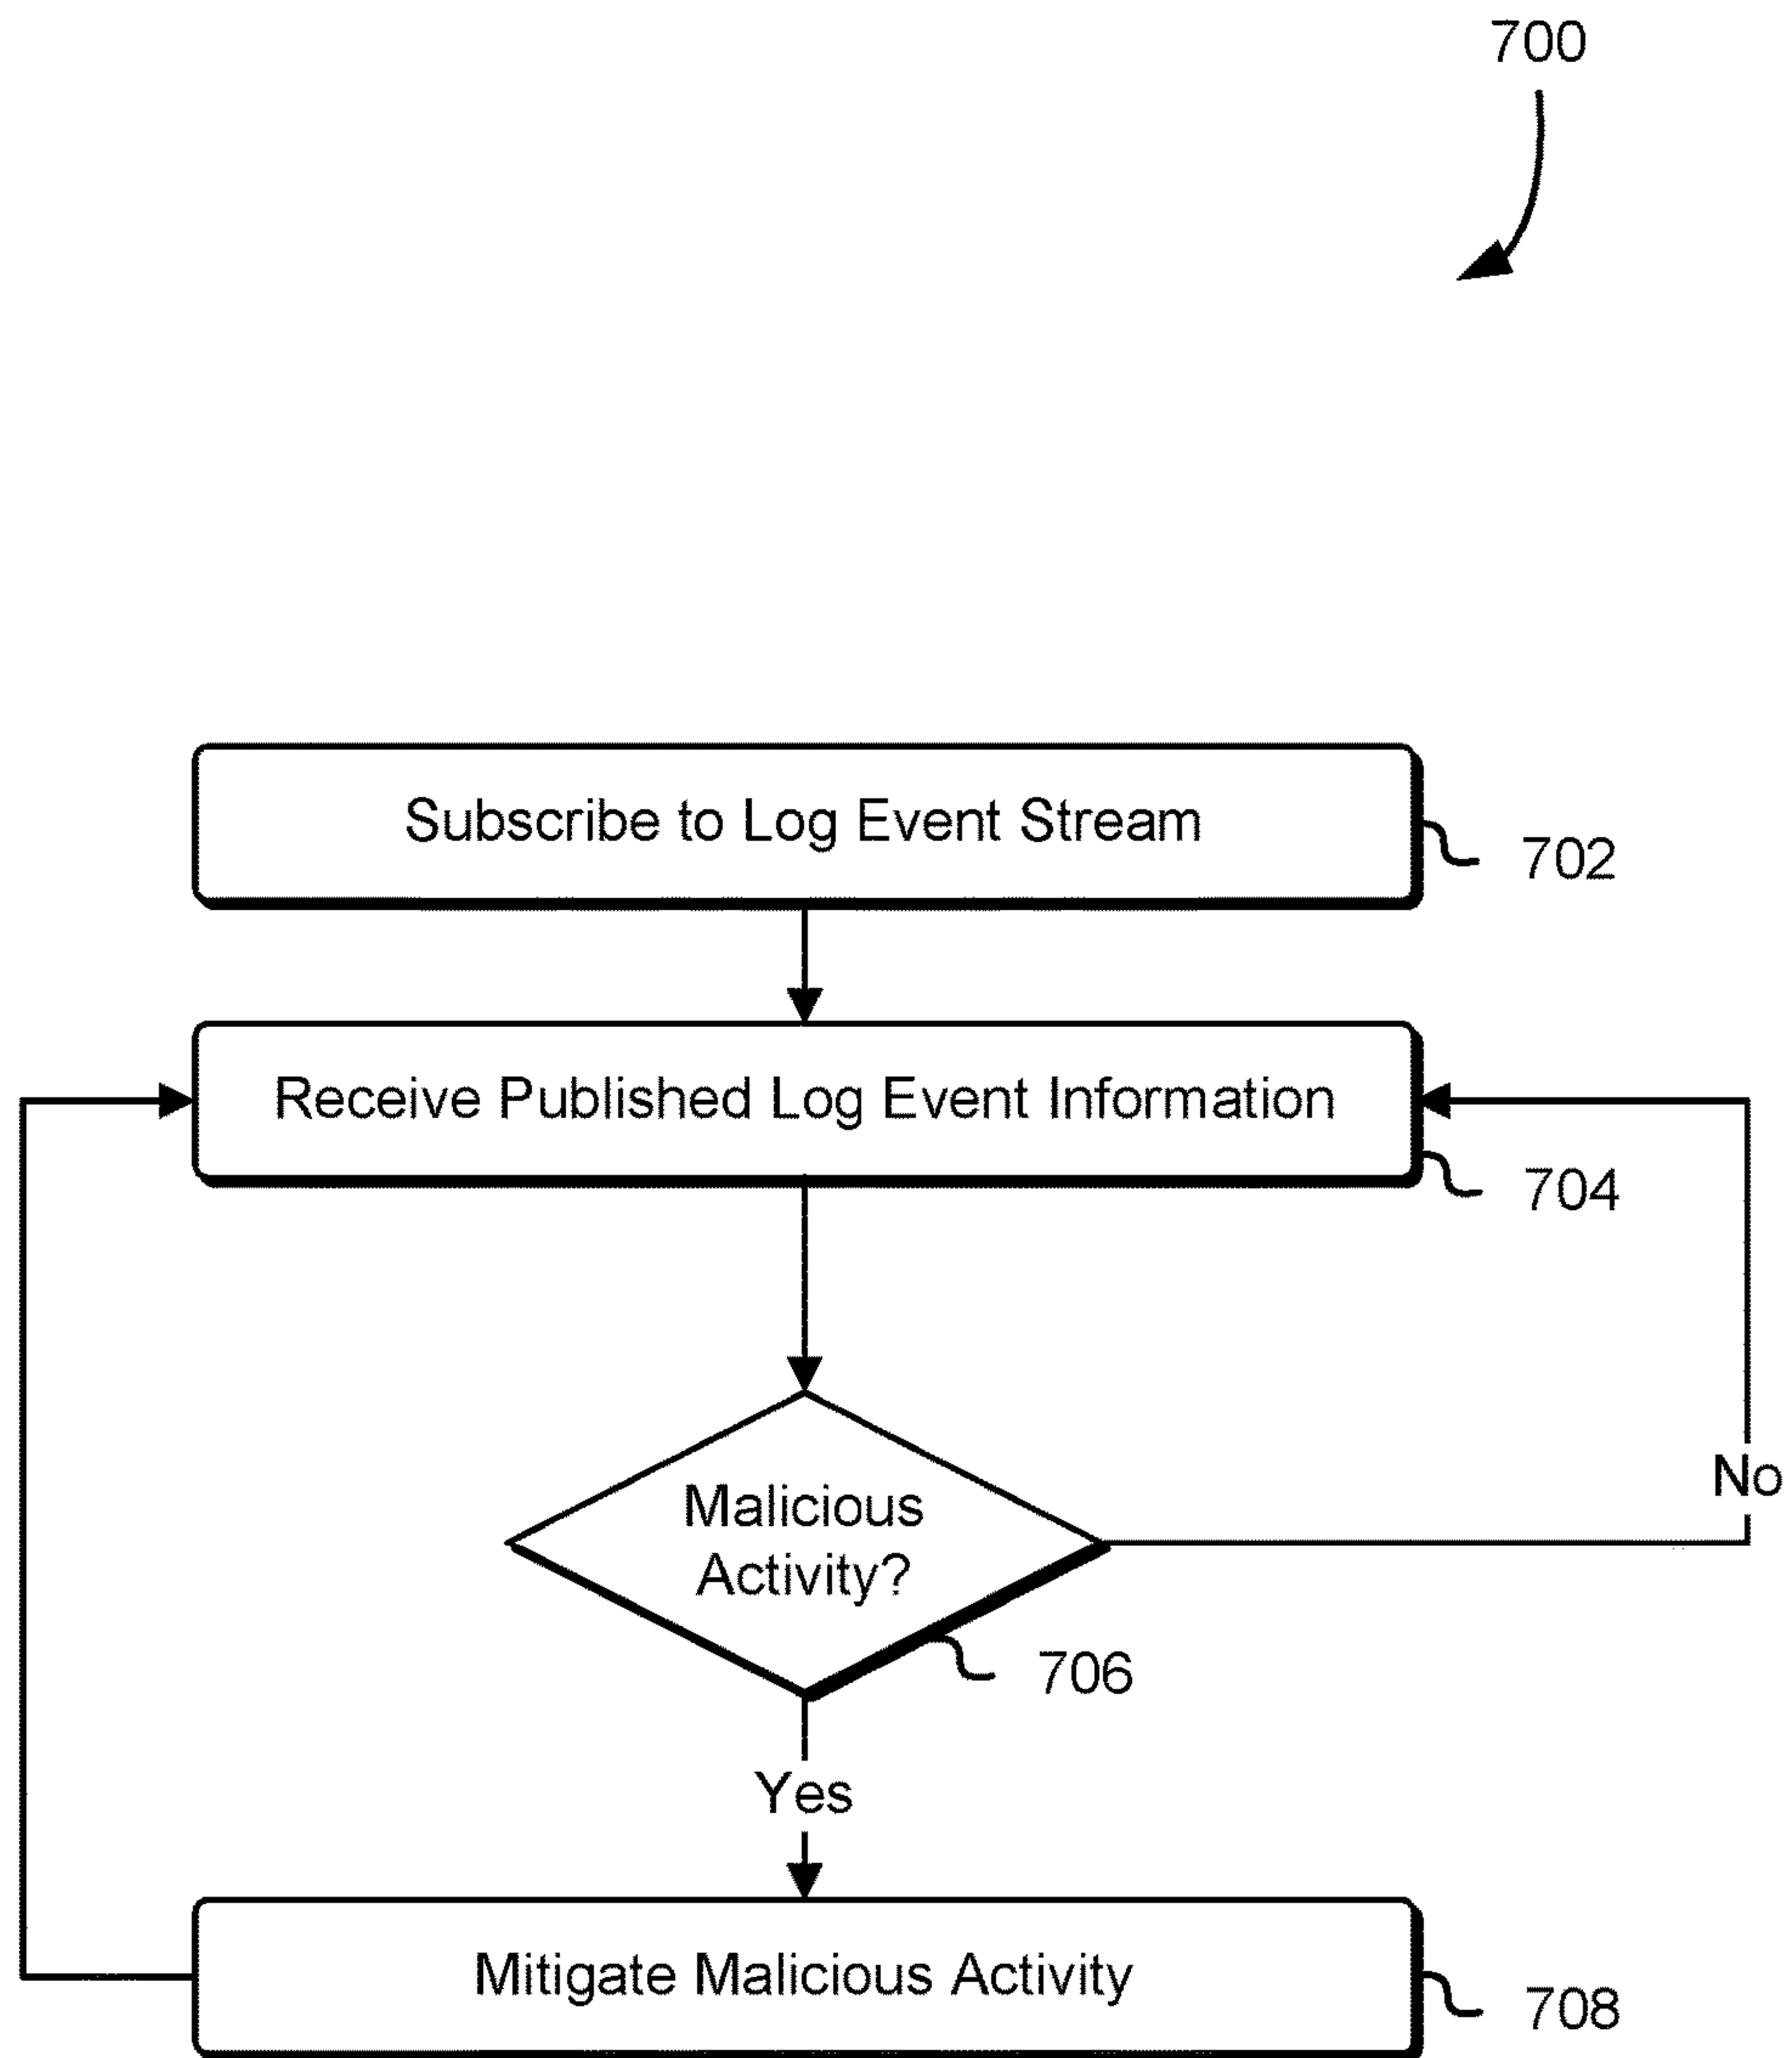 700
Subscribe to Log Event Stream
702
Receive Published Log Event Information
704
Malicious
Activity?
No
706
Yes
Mitigate Malicious Activity
708